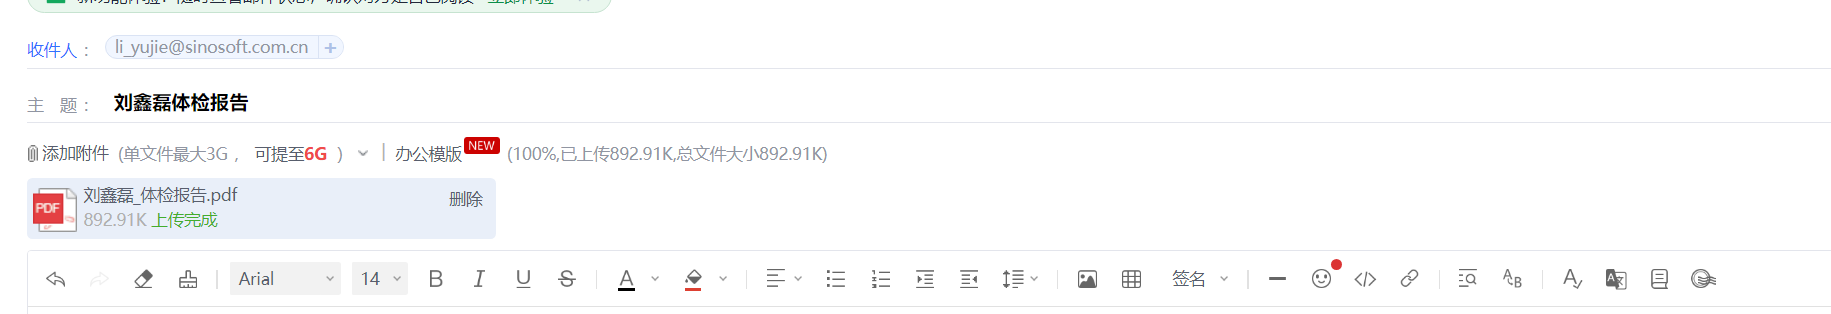 收件人： li_yujie@sinosoft.com.cn +
主 题： 刘鑫磊体检报告
添加附件 (单文件最大3G， 可提至6G ) | 办公模版 NEW (100%,已上传892.91K,总文件大小892.91K)
PDF 刘鑫磊_体检报告.pdf 删除
892.91K 上传完成
Arial 14 B I U S A 签名